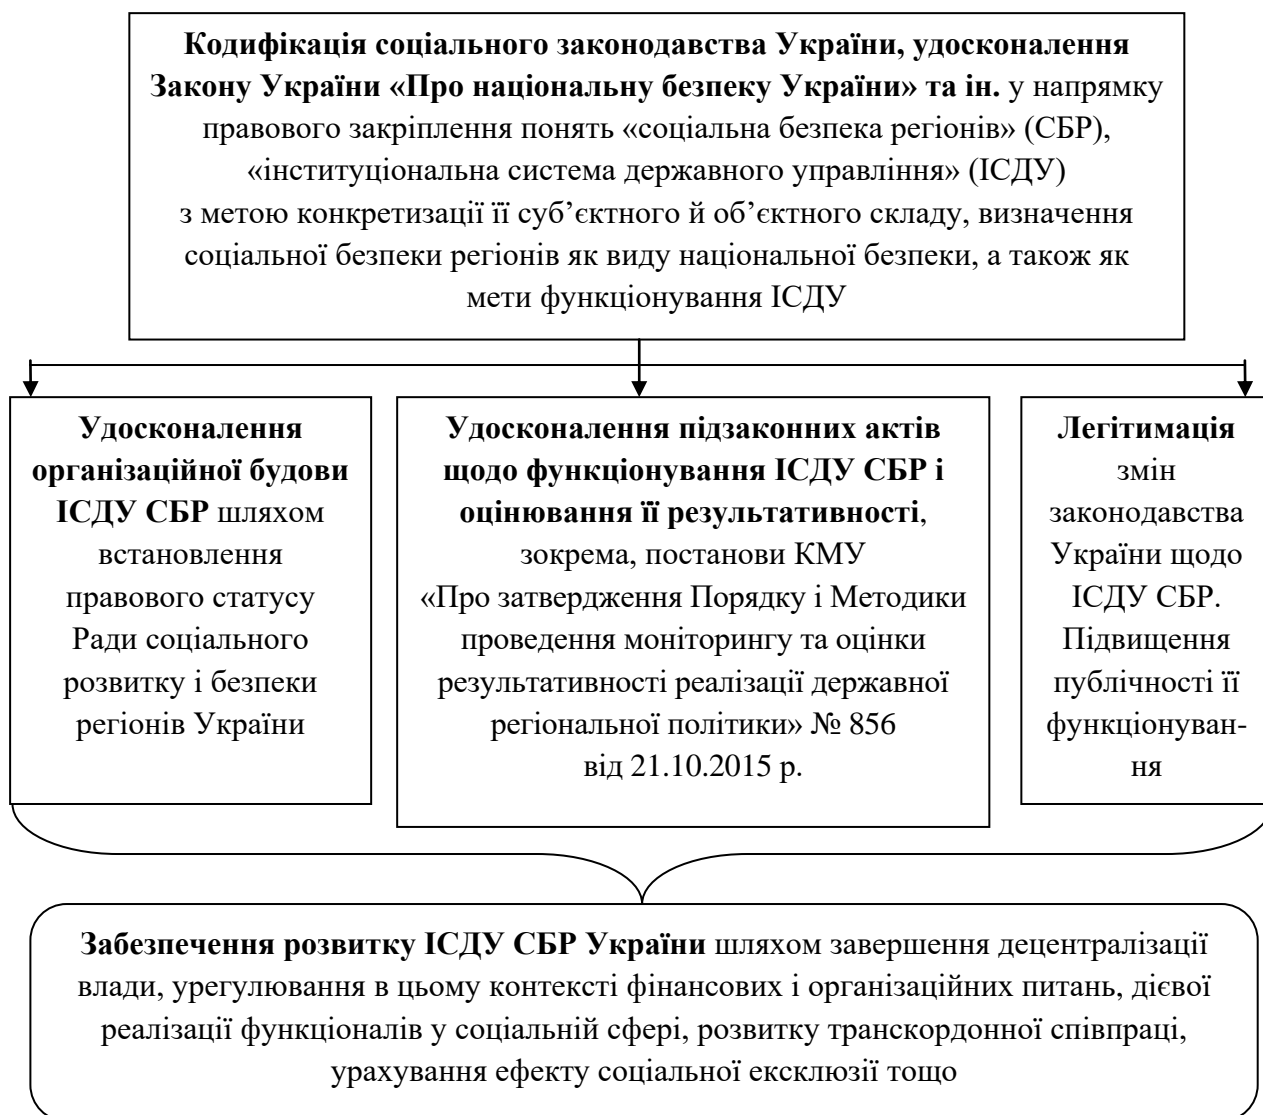 Кодифікація соціального законодавства України, удосконалення
Закону України «Про національну безпеку України» та ін. у напрямку
правового закріплення понять «соціальна безпека регіонів» (СБР),
«інституціональна система державного управління» (ІСДУ)
з метою конкретизації її суб’єктного й об’єктного складу, визначення
соціальної безпеки регіонів як виду національної безпеки, а також як
мети функціонування ІСДУ
Удосконалення
організаційної будови
ІСДУ СБР шляхом
встановлення
правового статусу
Ради соціального
розвитку і безпеки
регіонів України
Удосконалення підзаконних актів
щодо функціонування ІСДУ СБР і
оцінювання її результативності,
зокрема, постанови КМУ
«Про затвердження Порядку і Методики
проведення моніторингу та оцінки
результативності реалізації державної
регіональної політики» № 856
від 21.10.2015 р.
Легітимація
змін
законодавства
України щодо
ІСДУ СБР.
Підвищення
публічності її
функціонуван-
ня
Забезпечення розвитку ІСДУ СБР України шляхом завершення децентралізації
влади, урегулювання в цьому контексті фінансових і організаційних питань, дієвої
реалізації функціоналів у соціальній сфері, розвитку транскордонної співпраці,
урахування ефекту соціальної ексклюзії тощо